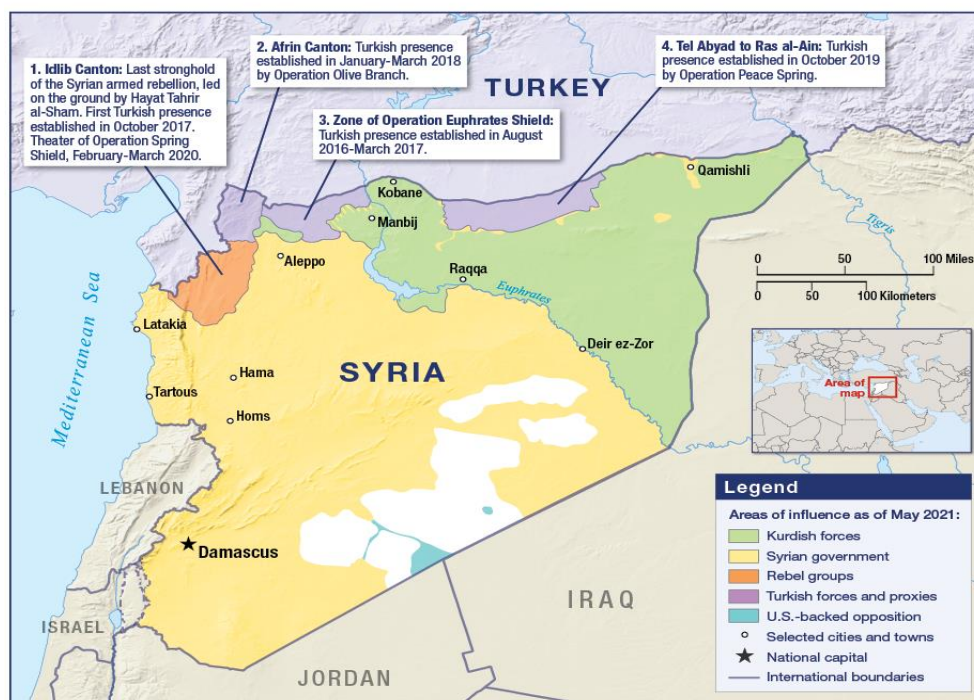 1. Idlib Canton: Last stronghold
of the Syrian armed rebellion, led
on the ground by Hayat Tahrir
al-Sham. First Turkish presence
established in October 2017.
Theater of Operation Spring
Shield, February-March 2020.
2. Afrin Canton: Turkish presence
established in January-March 2018
by Operation Olive Branch.
3. Zone of Operation Euphrates Shield:
Turkish presence established in August
2016-March 2017.
4. Tel Abyad to Ras al-Ain: Turkish
presence established in October 2019
by Operation Peace Spring.
TURKEY
Kobane
Qamishli
Manbij
Aleppo
Raqqa
Euphrates
Tigris
Mediterranean Sea
Latakia
Deir ez-Zor
Hama
SYRIA
Tartous
Homs
LEBANON
Damascus
ISRAEL
JORDAN
IRAQ
0 50 100 Miles
0 50 100 Kilometers
Area of
map
Legend
Areas of influence as of May 2021:
Kurdish forces
Syrian government
Rebel groups
Turkish forces and proxies
U.S.-backed opposition
Selected cities and towns
National capital
International boundaries